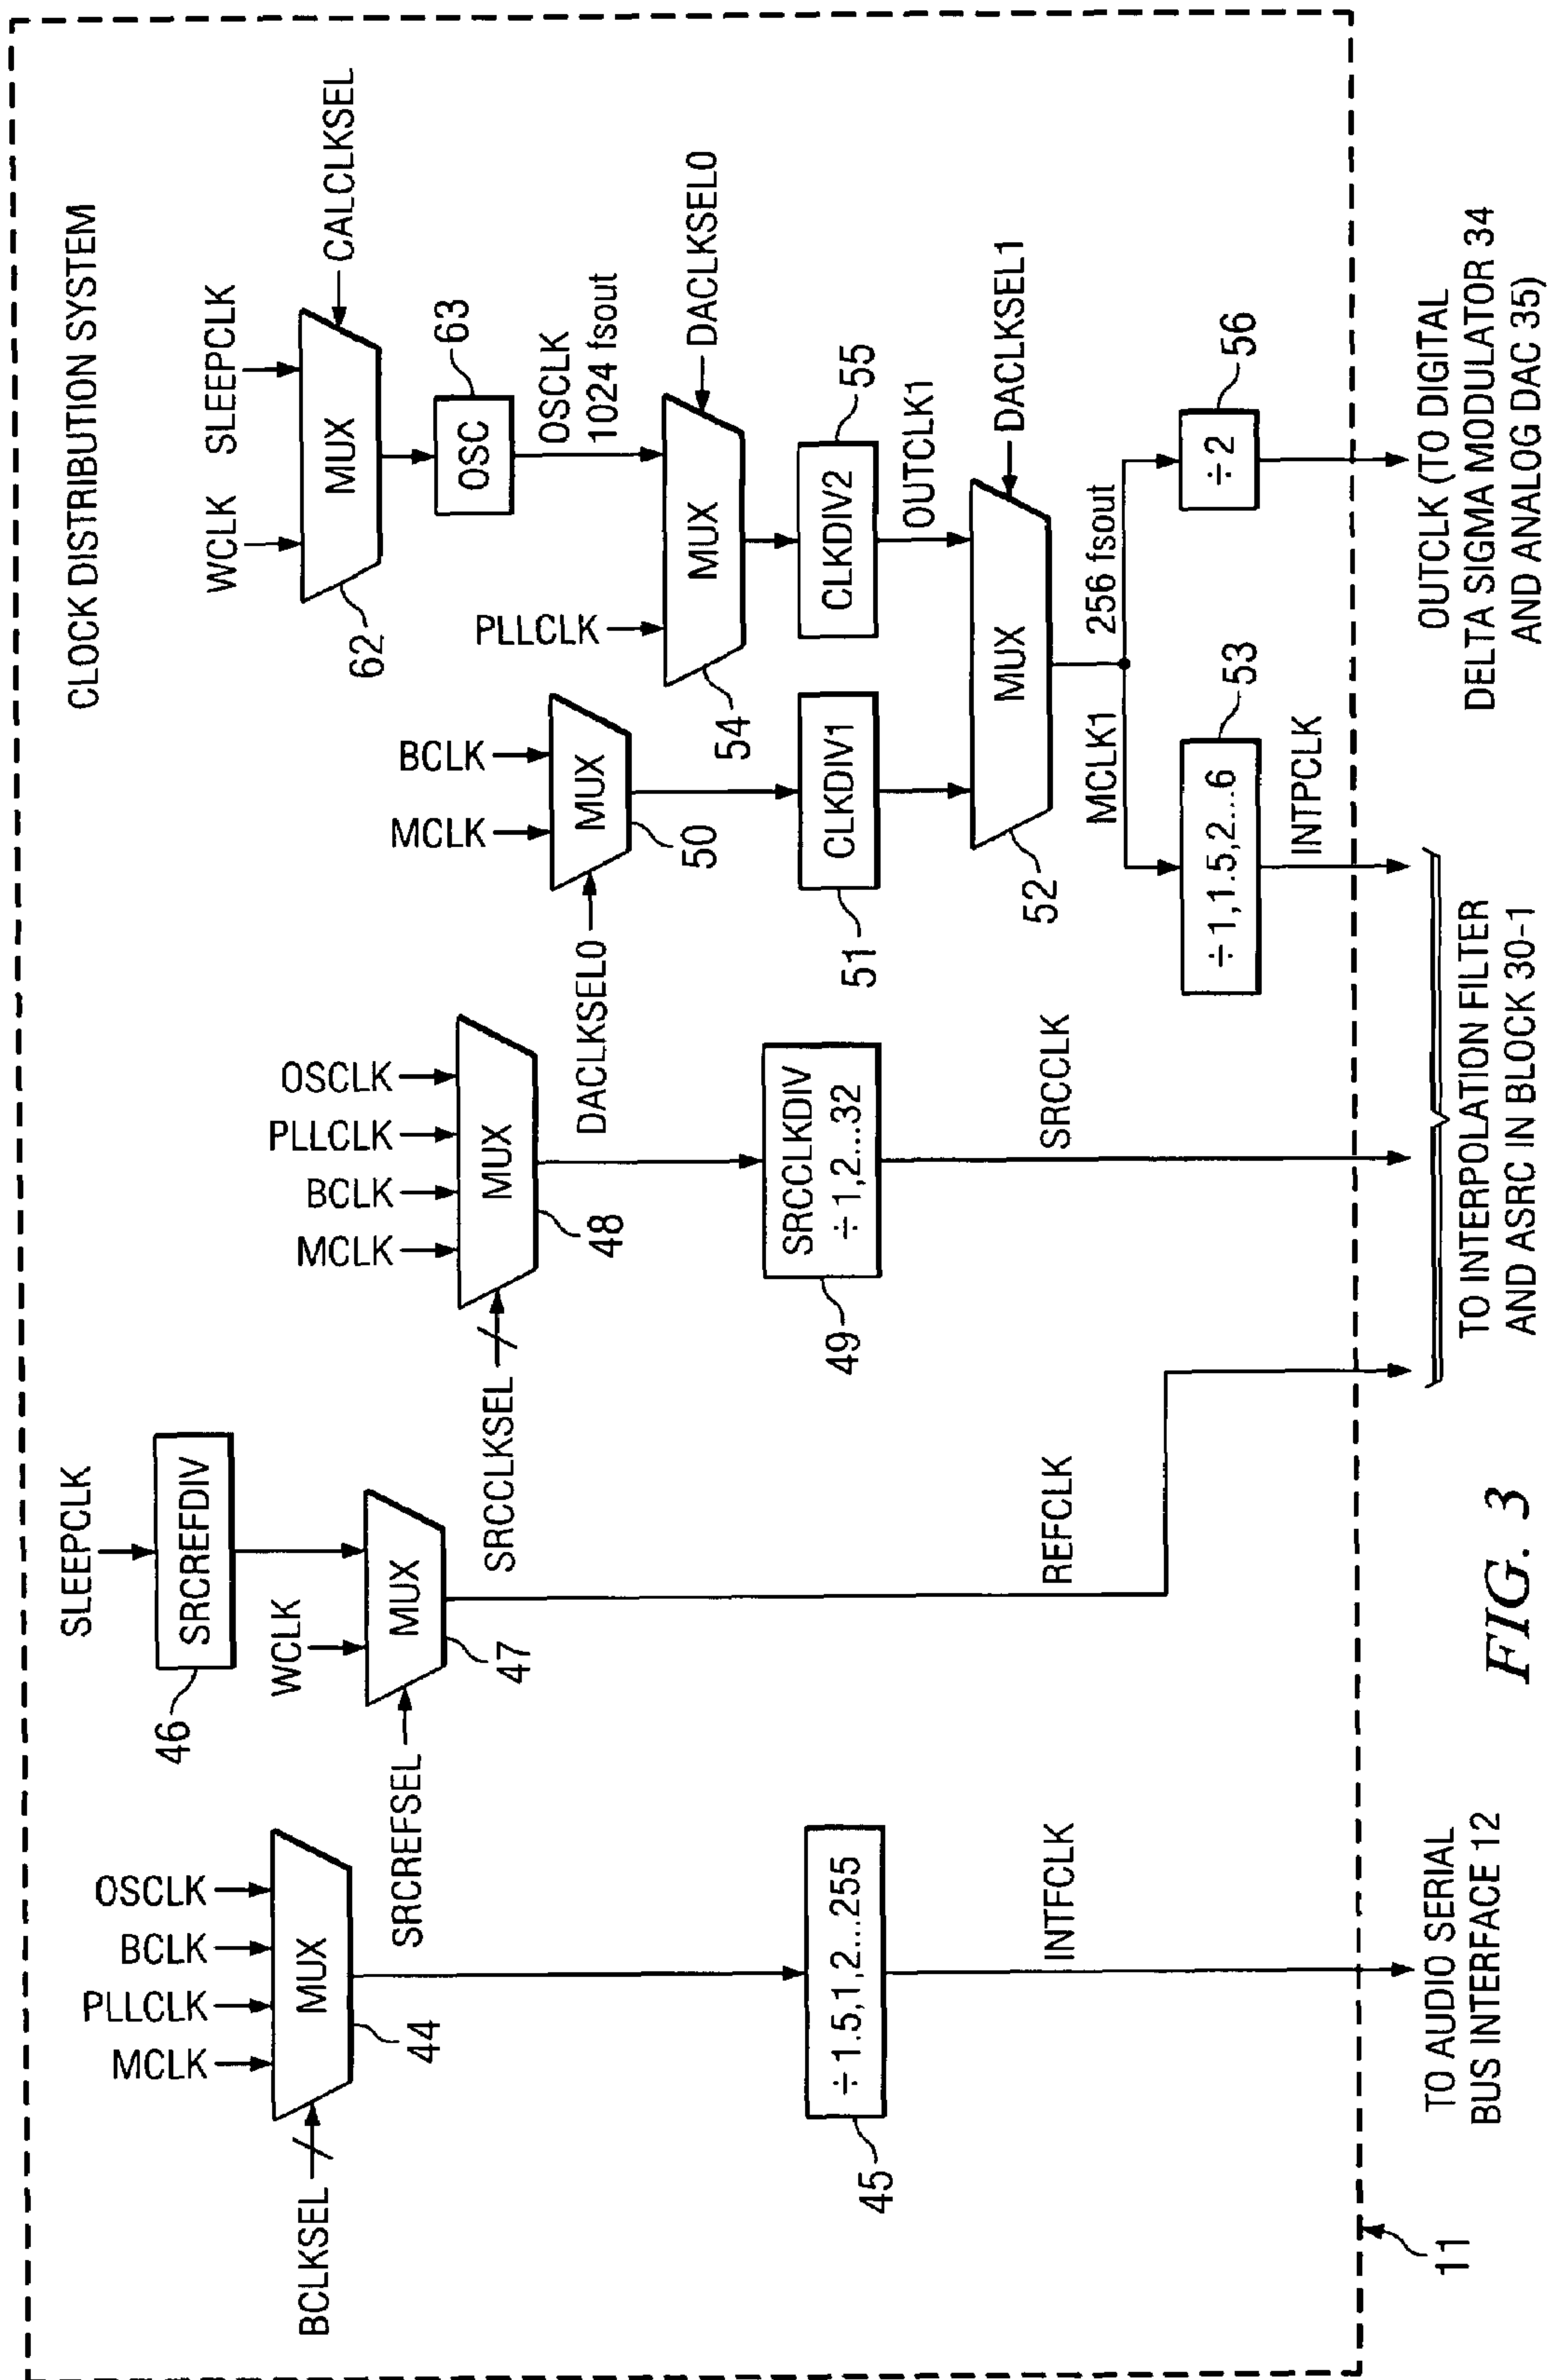 CLOCK DISTRIBUTION SYSTEM
BCLKSEL
MCLK
PLLCLK
BCLK
OSCLK
MUX
44
÷1.5,1,2...255
45
INTFCLK
TO AUDIO SERIAL
BUS INTERFACE 12
11
SLEEPCLK
SRCREFDIV
46
WCLK
SRCREFSEL
MUX
47
REFCLK
SRCCLKSEL
MCLK
BCLK
PLLCLK
OSCLK
MUX
48
SRCCLKDIV
÷1,2...32
49
SRCCLK
DACLKSEL0
MCLK
BCLK
MUX
50
CLKDIV1
51
WCLK
SLEEPCLK
MUX
CALCLKSEL
62
OSC
63
OSCLK
1024 fsout
PLLCLK
MUX
DACLKSEL0
54
CLKDIV2
55
OUTCLK1
MUX
DACLKSEL1
52
MCLK1
256 fsout
÷1,1.5,2...6
53
÷2
56
INTPCLK
TO INTERPOLATION FILTER
AND ASRC IN BLOCK 30-1
OUTCLK (TO DIGITAL
DELTA SIGMA MODULATOR 34
AND ANALOG DAC 35)
FIG. 3